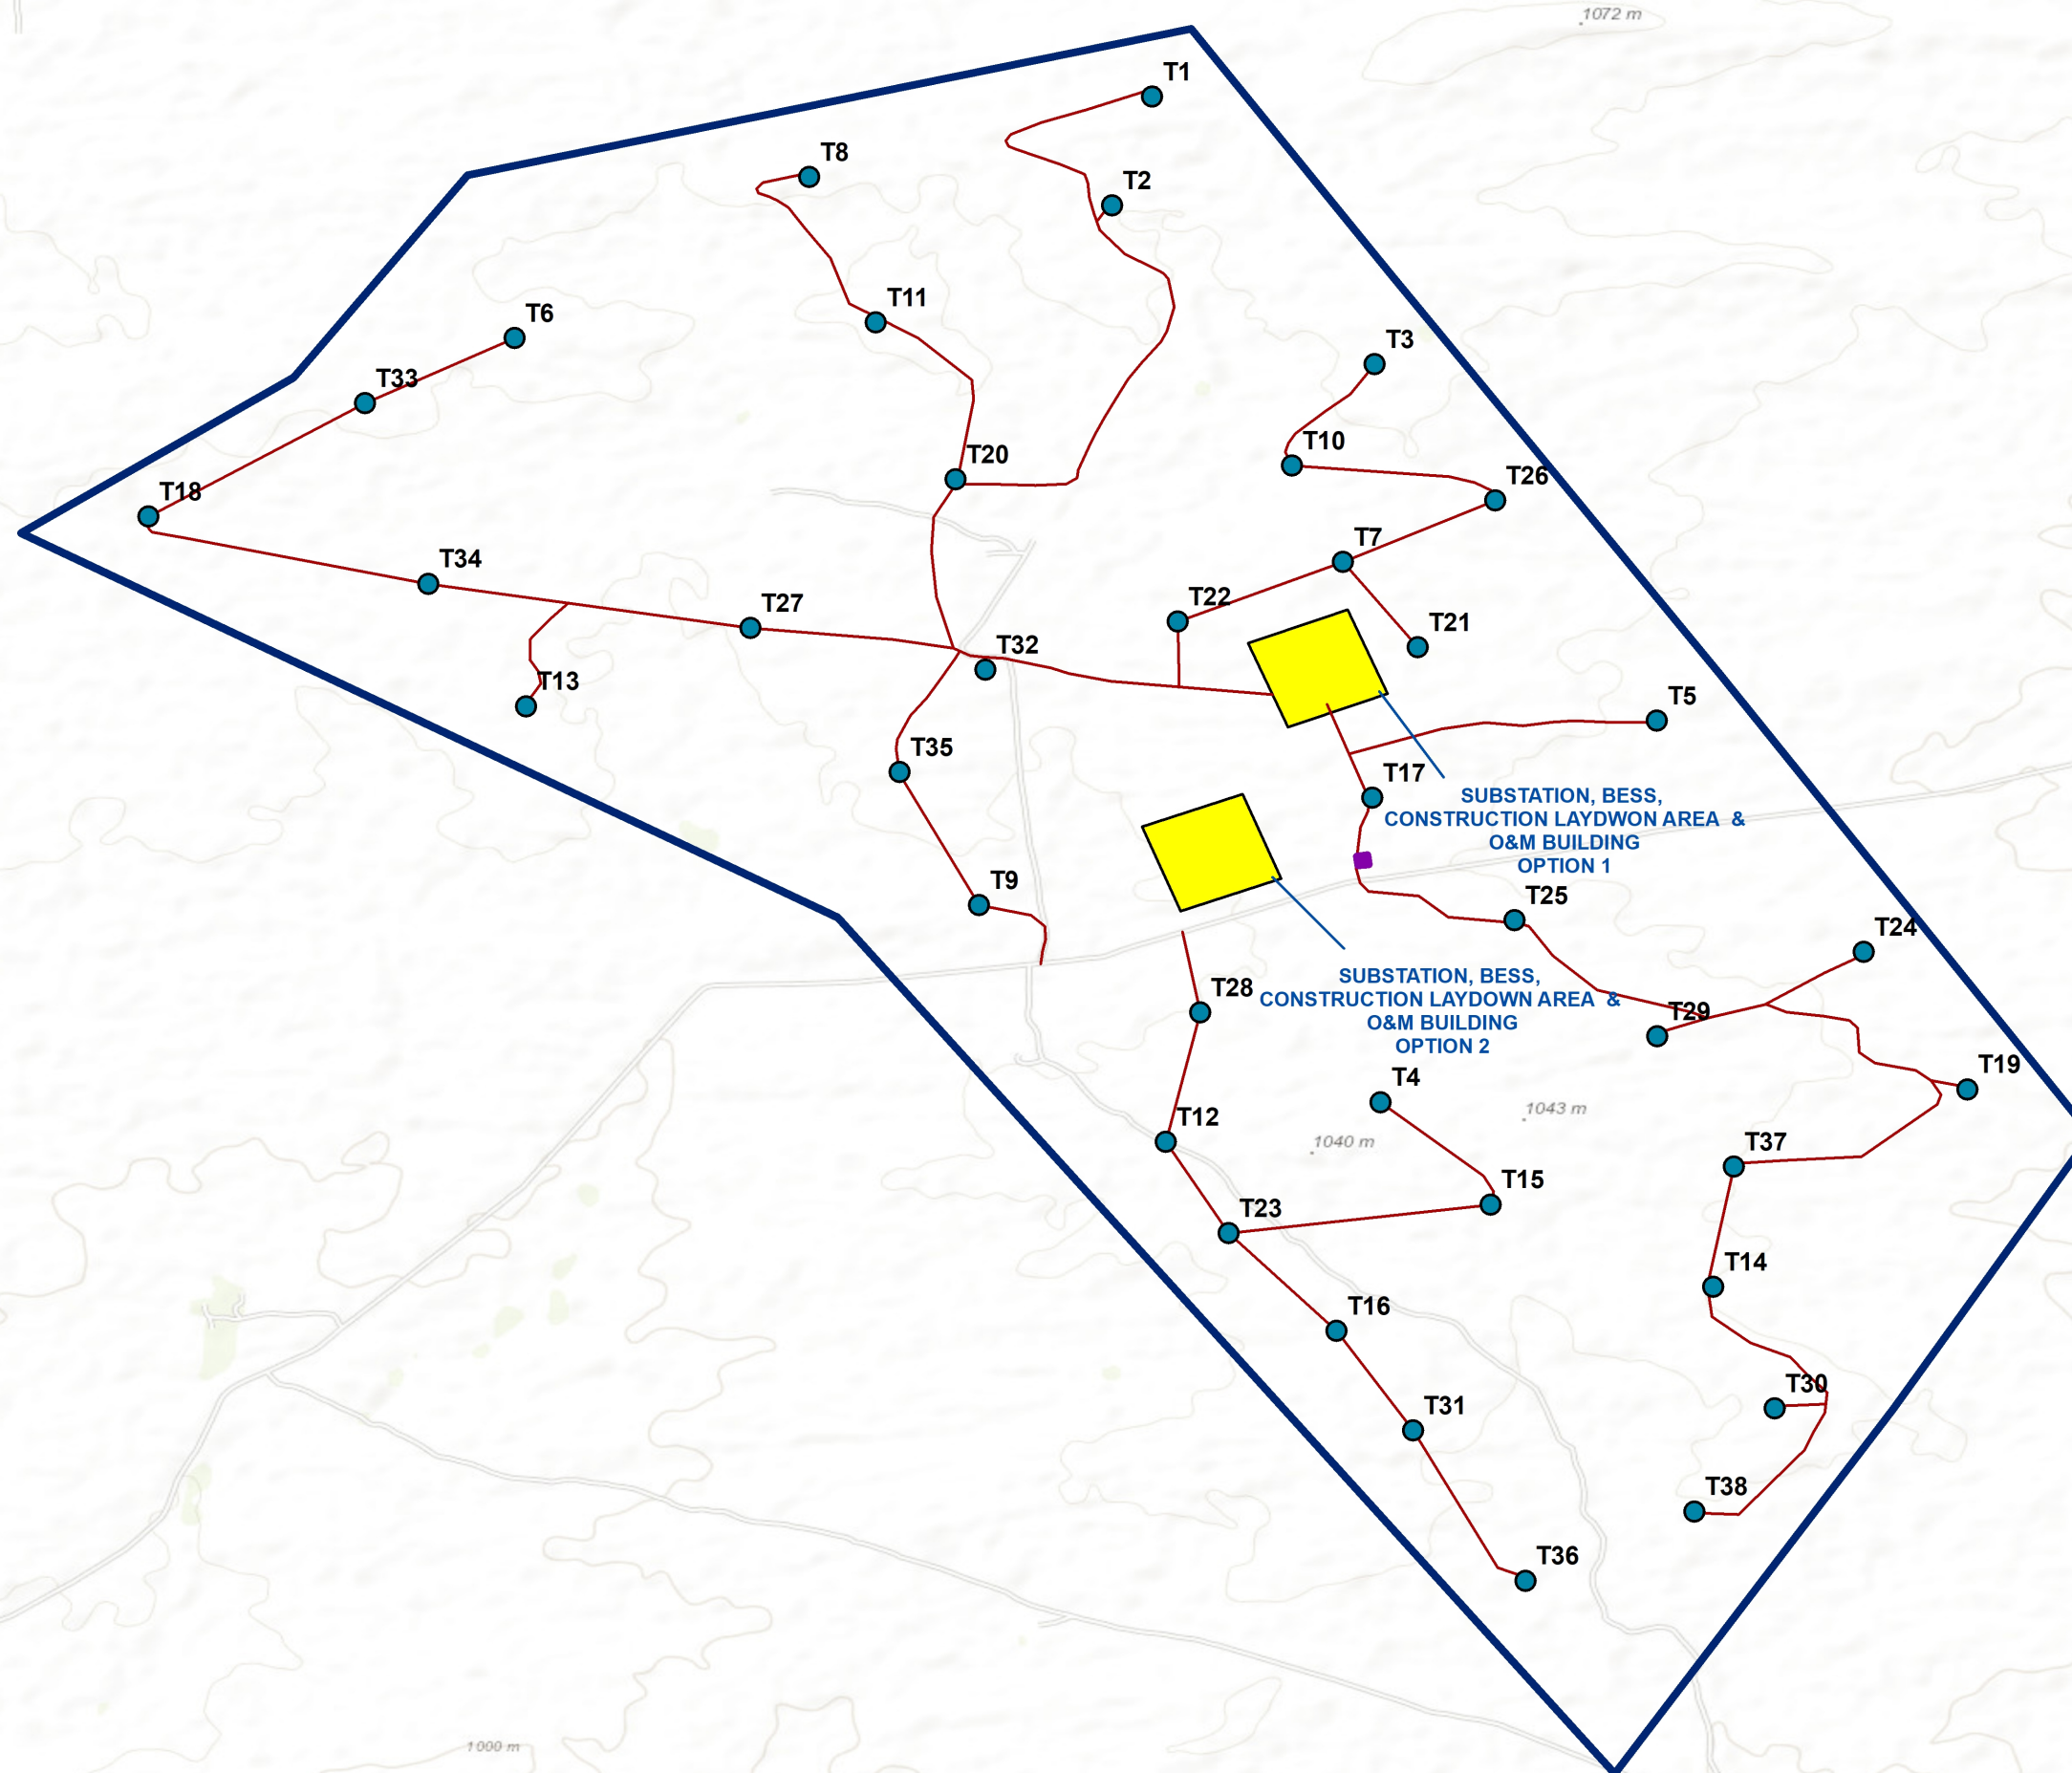 1072 m
T1
T8
T2
T11
T6
T3
T33
T10
T20
T26
T18
T7
T34
T22
T27
T21
T32
T13
T5
T35
T17
SUBSTATION, BESS,
CONSTRUCTION LAYDWON AREA &
O&M BUILDING
OPTION 1
T9
T25
T24
SUBSTATION, BESS,
CONSTRUCTION LAYDOWN AREA &
O&M BUILDING
OPTION 2
T28
T29
T19
T4
1043 m
T12
1040 m
T37
T15
T23
T14
T16
T30
T31
T38
T36
1000 m